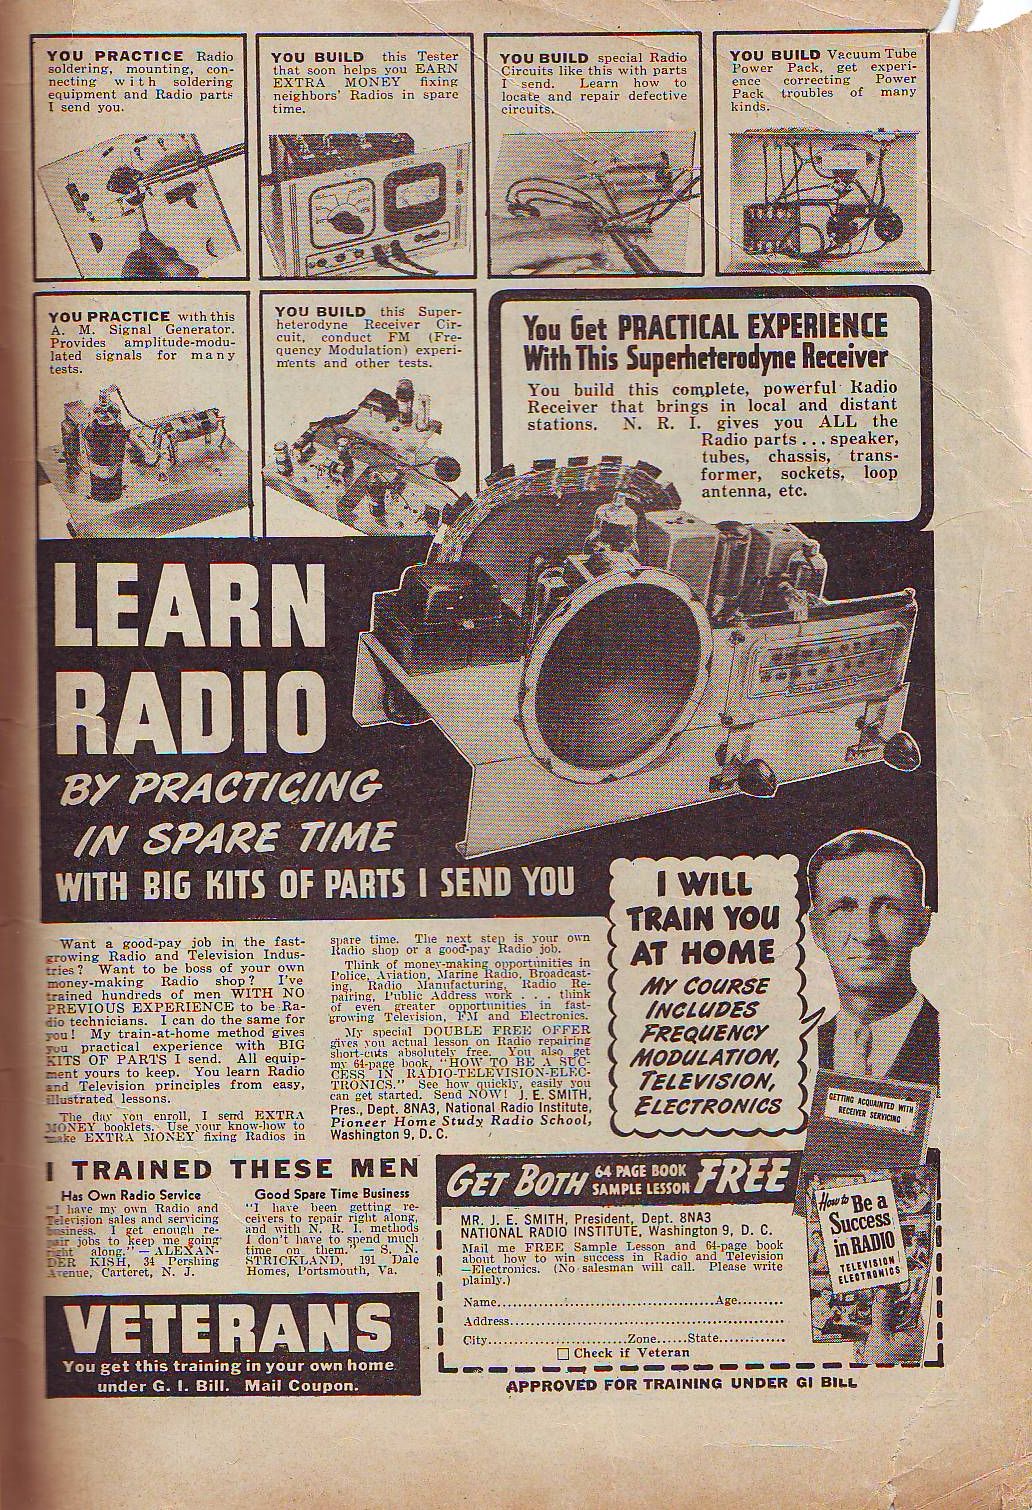 YOU PRACTICE Radio
soldering, mounting, con-
necting with soldering
equipment and Radio parts
I send you.
YOU BUILD this Tester
that soon helps you EARN
EXTRA MONEY fixing
neighbors' Radios in spare
time.
YOU BUILD special Radio
Circuits like this with parts
I send. Learn how to
locate and repair defective
circuits.
YOU BUILD Vacuum Tube
Power Pack, get experi-
ence correcting Power
Pack troubles of many
kinds.
YOU PRACTICE with this
A. M. Signal Generator.
Provides amplitude-modu-
lated signals for many
tests.
YOU BUILD this Super-
heterodyne Receiver Cir-
cuit, conduct FM (Fre-
quency Modulation) experi-
ments and other tests.
You Get PRACTICAL EXPERIENCE
With This Superheterodyne Receiver
You build this complete, powerful Radio
Receiver that brings in local and distant
stations. N. R. I. gives you ALL the
Radio parts... speaker,
tubes, chassis, trans-
former, sockets, loop
antenna, etc.
LEARN
RADIO
BY PRACTICING
IN SPARE TIME
WITH BIG KITS OF PARTS I SEND YOU
I WILL
TRAIN YOU
AT HOME
MY COURSE
INCLUDES
FREQUENCY
MODULATION,
TELEVISION,
ELECTRONICS
Want a good-pay job in the fast-
growing Radio and Television Indus-
tries? Want to be boss of your own
money-making Radio shop? I've
trained hundreds of men WITH NO
PREVIOUS EXPERIENCE to be Ra-
dio technicians. I can do the same for
you! My train-at-home method gives
you practical experience with BIG
KITS OF PARTS I send. All equip-
ment yours to keep. You learn Radio
and Television principles from easy,
illustrated lessons.
The day you enroll, I send EXTRA
MONEY booklets. Use your know-how to
make EXTRA MONEY fixing Radios in
spare time. The next step is your own
Radio shop or a good-pay Radio job.
Think of money-making opportunities in
Police, Aviation, Marine Radio, Broadcast-
ing, Radio Manufacturing, Radio Re-
pairing, Public Address work . . . think
of even greater opportunities in fast-
growing Television, FM and Electronics.
My special DOUBLE FREE OFFER
gives you actual lesson on Radio repairing
short-cuts absolutely free. You also get
my 64-page book, "HOW TO BE A SUC-
CESS IN RADIO-TELEVISION-ELEC-
TRONICS." See how quickly, easily you
can get started. Send NOW! J. E. SMITH,
Pres., Dept. 8NA3, National Radio Institute,
Pioneer Home Study Radio School,
Washington 9, D. C.
GETTING ACQUAINTED WITH
RECEIVER SERVICING
I TRAINED THESE MEN
Has Own Radio Service
"I have my own Radio and
Television sales and servicing
business. I get enough re-
pair jobs to keep me going
right along." — ALEXAN-
DER KISH, 34 Pershing
Avenue, Carteret, N. J.
Good Spare Time Business
"I have been getting re-
ceivers to repair right along,
and with N. R. I. methods
I don't have to spend much
time on them." — S. N.
STRICKLAND, 191 Dale
Homes, Portsmouth, Va.
VETERANS
You get this training in your own home
under G. I. Bill. Mail Coupon.
GET BOTH 64 PAGE BOOK
SAMPLE LESSON FREE
MR. J. E. SMITH, President, Dept. 8NA3
NATIONAL RADIO INSTITUTE, Washington 9, D. C.
Mail me FREE Sample Lesson and 64-page book
about how to win success in Radio and Television
—Electronics. (No salesman will call. Please write
plainly.)
Name.......................................Age.........
Address..................................................
City........................Zone......State.............
☐ Check if Veteran
How to Be a
Success
in RADIO
TELEVISION
ELECTRONICS
APPROVED FOR TRAINING UNDER GI BILL